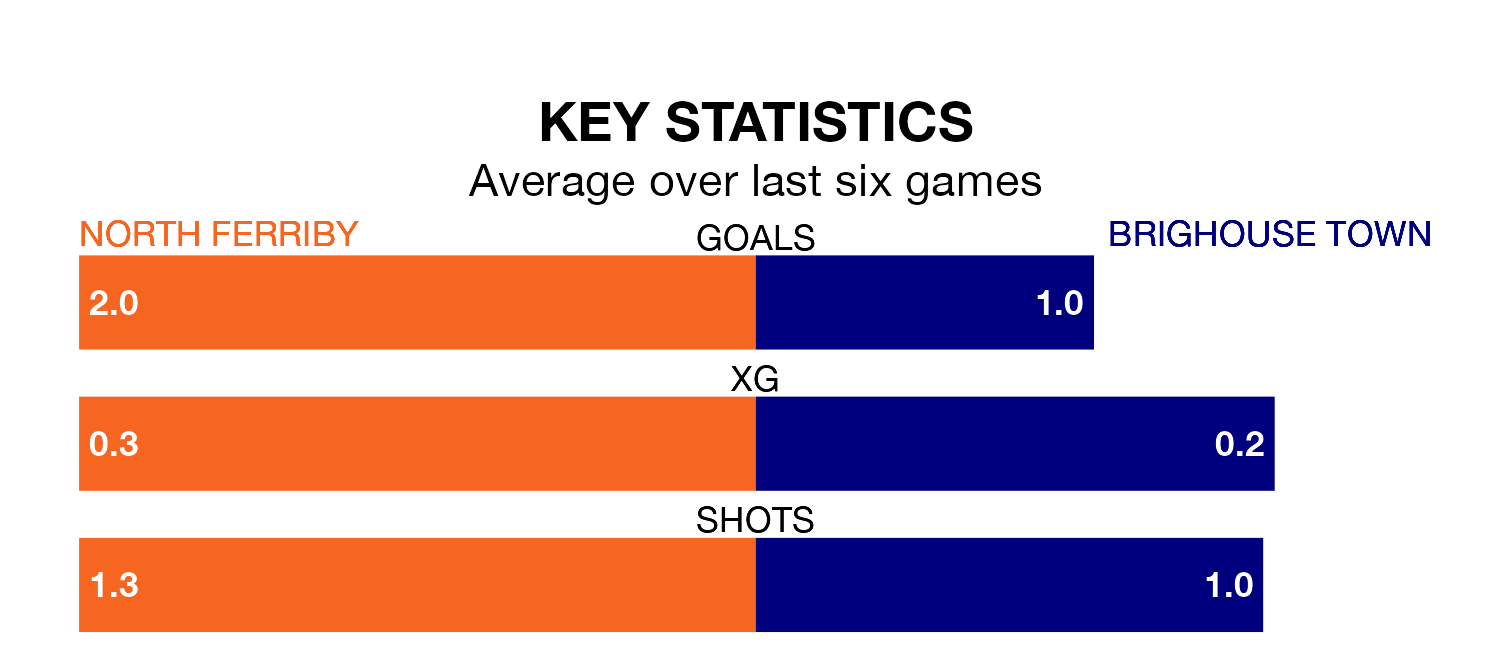 KEY STATISTICS
Average over last six games
NORTH FERRIBY
GOALS
BRIGHOUSE TOWN
2.0
1.0
XG
0.3
0.2
SHOTS
1.3
1.0